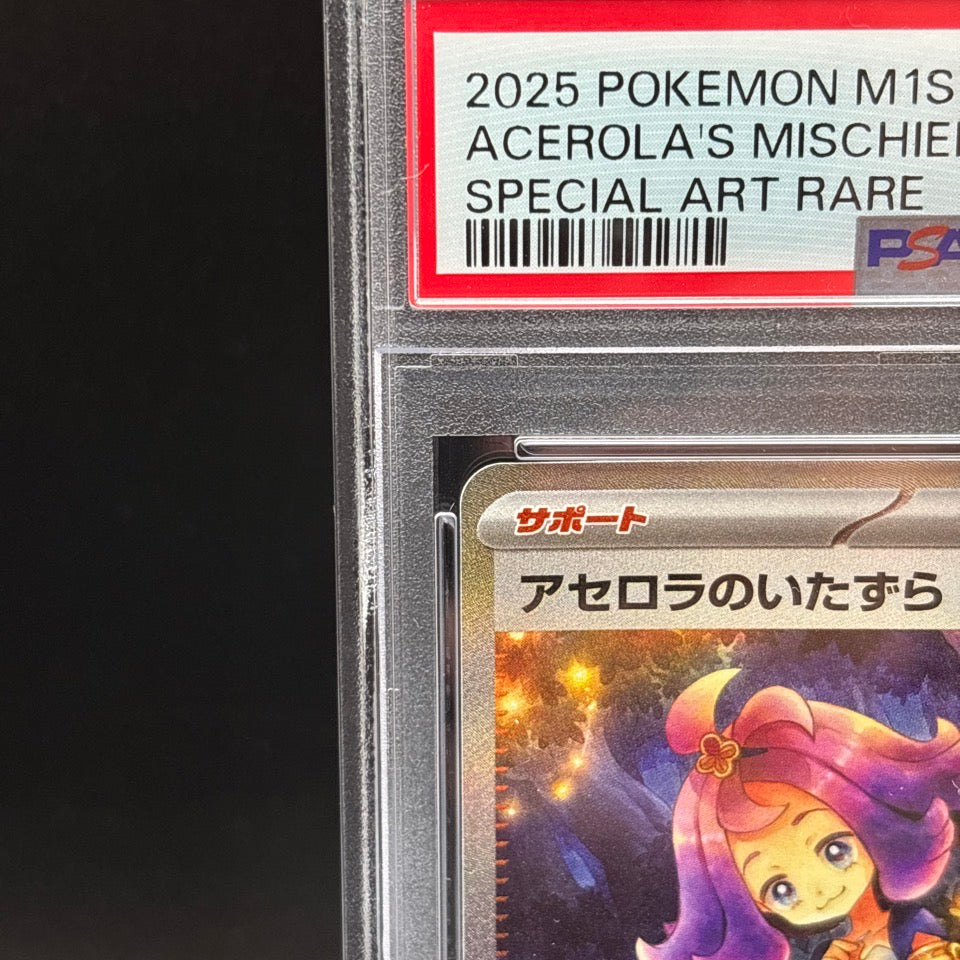 2025 POKEMON M1S
ACEROLA'S MISCHIEF
SPECIAL ART RARE
PSA
サポート
アセロラのいたずら